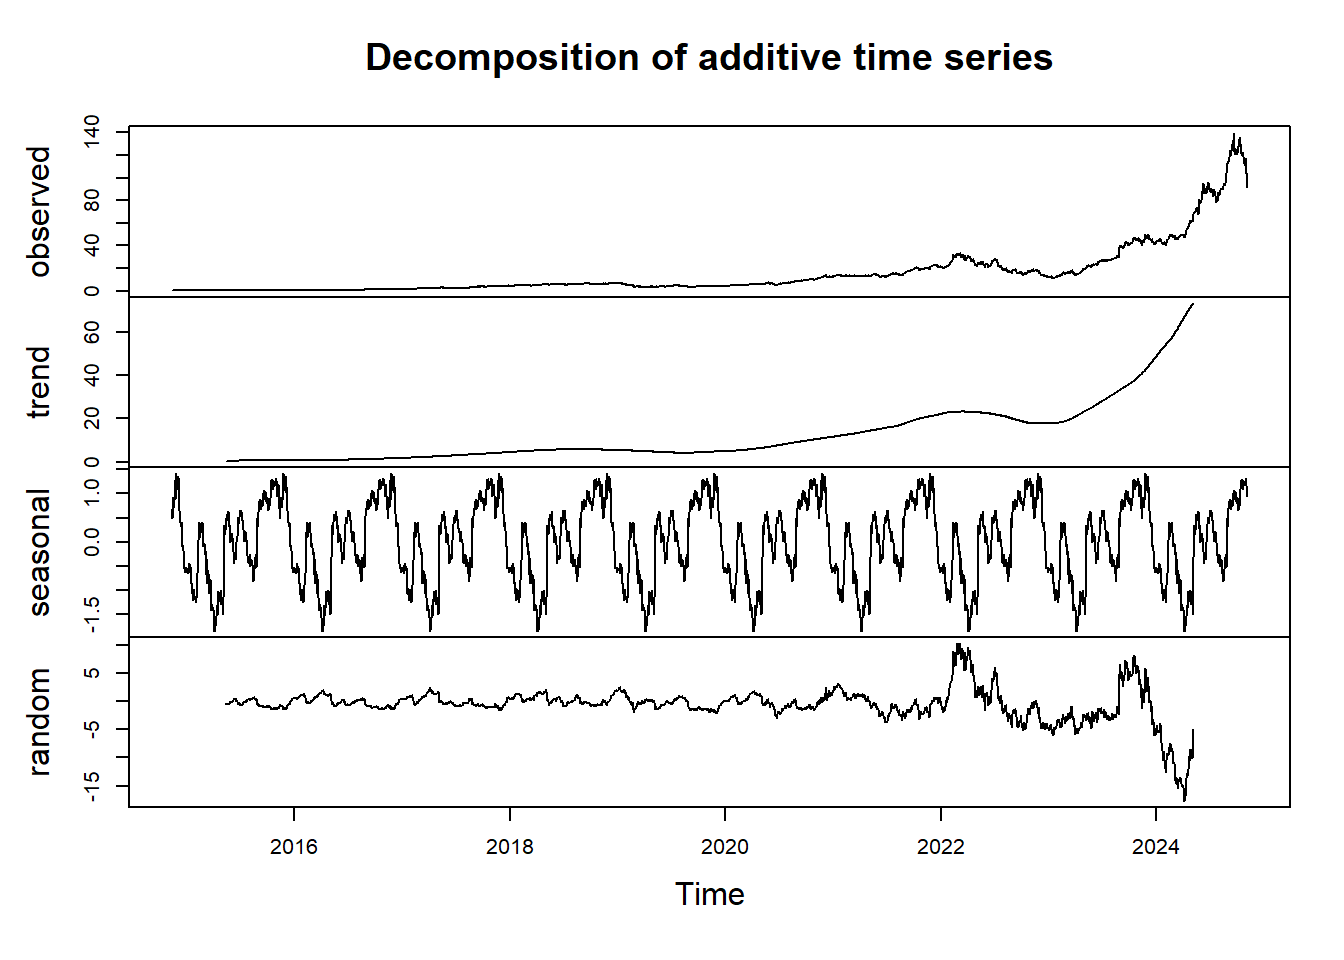 Decomposition of additive time series
observed
0 40 80 140
trend
0 20 40 60
seasonal
-1.5 0.0 1.0
random
-15 -5 5
2016 2018 2020 2022 2024
Time